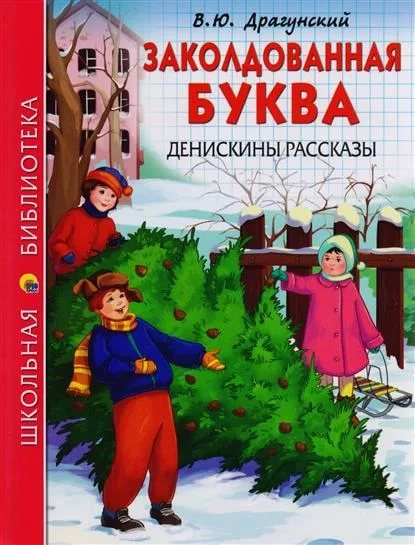 В.Ю. Драгунский
ЗАКОЛДОВАННАЯ
БУКВА
ДЕНИСКИНЫ РАССКАЗЫ
ШКОЛЬНАЯ БИБЛИОТЕКА